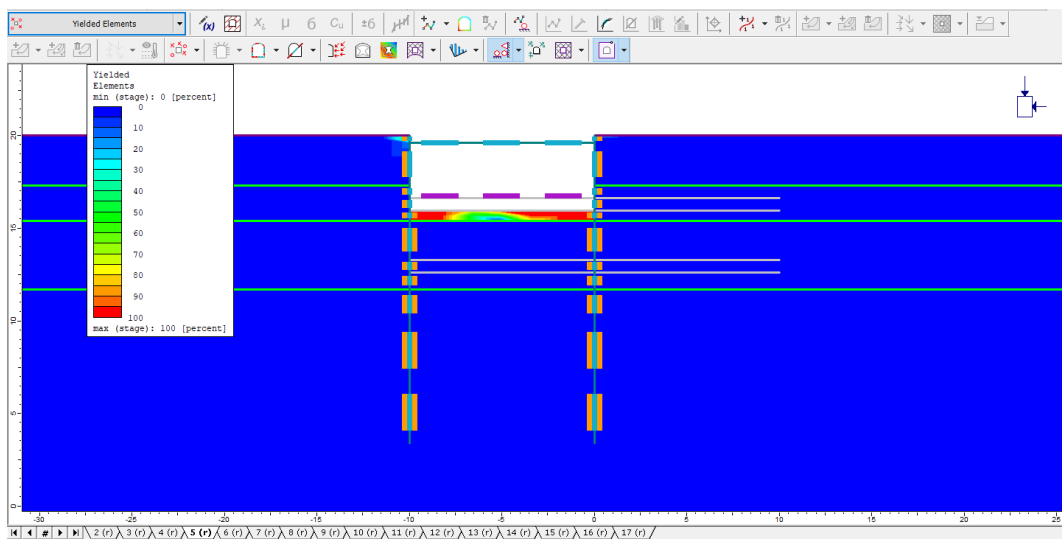 Yielded Elements
(x) X_L μ б C_u ±б
Yielded
Elements
min (stage): 0 [percent]
0
10
20
30
40
50
60
70
80
90
100
max (stage): 100 [percent]
20
15
10
5
0
-30 -25 -20 -15 -10 -5 0 5 10 15 20 25
# 2 (r) 3 (r) 4 (r) 5 (r) 6 (r) 7 (r) 8 (r) 9 (r) 10 (r) 11 (r) 12 (r) 13 (r) 14 (r) 15 (r) 16 (r) 17 (r)